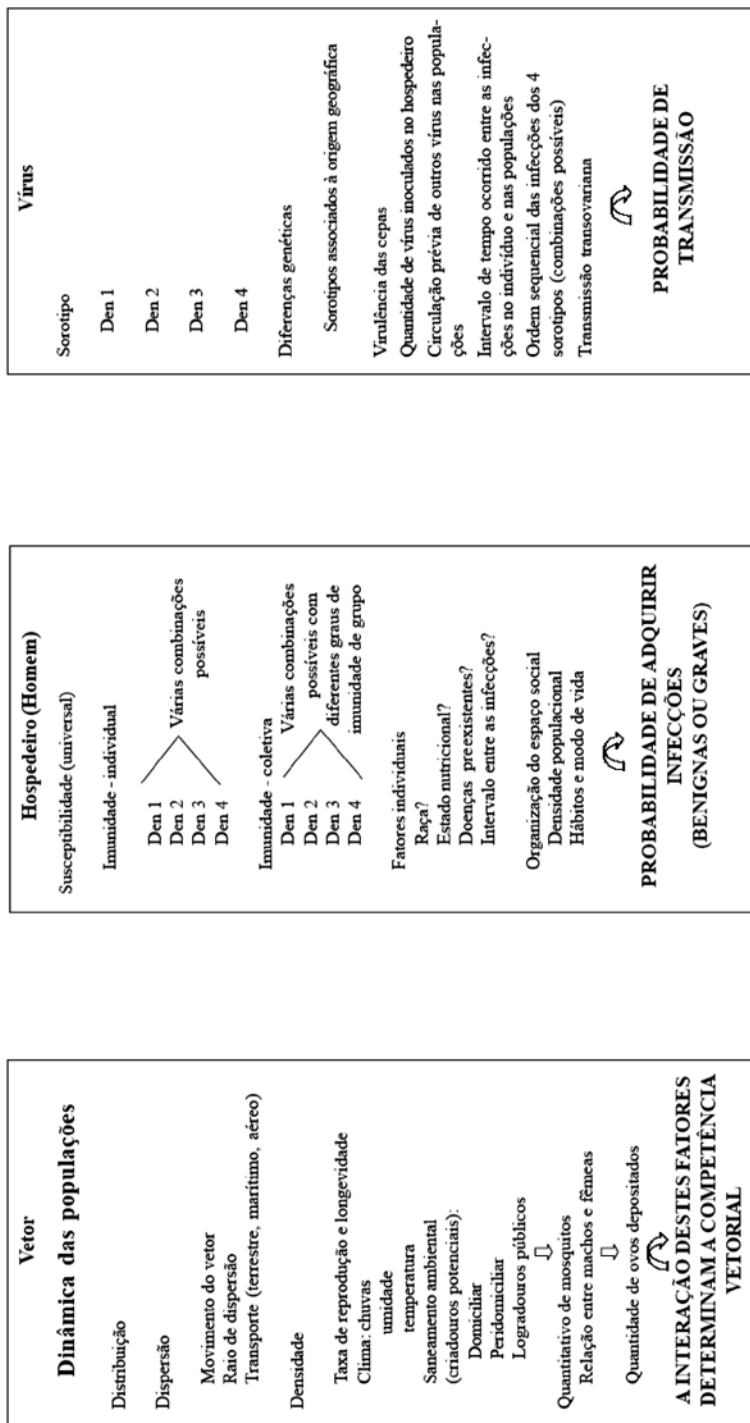 Vetor
Dinâmica das populações
Distribuição
Dispersão
Movimento do vetor
Raio de dispersão
Transporte (terrestre, marítimo, aéreo)
Densidade
Taxa de reprodução e longevidade
Clima: chuvas
umidade
temperatura
Saneamento ambiental
(criadouros potenciais):
Domiciliar
Peridomiciliar
Logradouros públicos
Quantitativo de mosquitos
Relação entre machos e fêmeas
Quantidade de ovos depositados
A INTERAÇÃO DESTES FATORES
DETERMINAM A COMPETÊNCIA
VETORIAL
Hospedeiro (Homem)
Susceptibilidade (universal)
Imunidade - individual
Den 1
Den 2
Den 3
Den 4
Várias combinações
possíveis
Imunidade - coletiva
Den 1
Den 2
Den 3
Den 4
Várias combinações
possíveis com
diferentes graus de
imunidade de grupo
Fatores individuais
Raça?
Estado nutricional?
Doenças preexistentes?
Intervalo entre as infecções?
Organização do espaço social
Densidade populacional
Hábitos e modo de vida
PROBABILIDADE DE ADQUIRIR
INFECÇÕES
(BENIGNAS OU GRAVES)
Vírus
Sorotipo
Den 1
Den 2
Den 3
Den 4
Diferenças genéticas
Sorotipos associados à origem geográfica
Virulência das cepas
Quantidade de vírus inoculados no hospedeiro
Circulação prévia de outros vírus nas popula-
ções
Intervalo de tempo ocorrido entre as infec-
ções no indivíduo e nas populações
Ordem sequencial das infecções dos 4
sorotipos (combinações possíveis)
Transmissão transovariana
PROBABILIDADE DE
TRANSMISSÃO